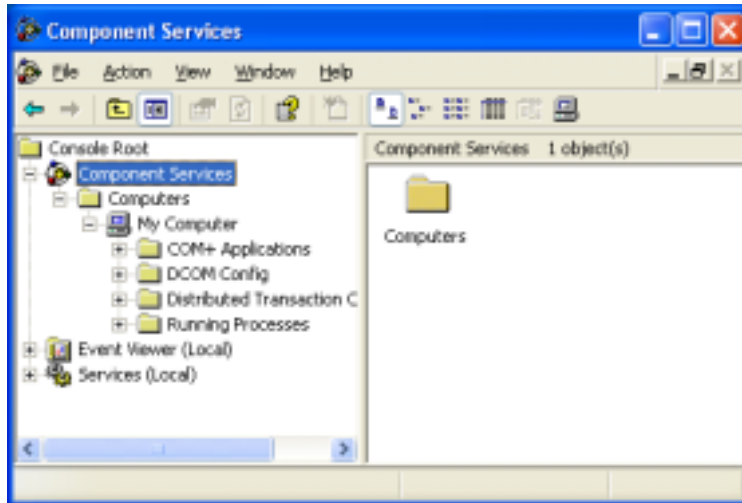 Component Services
File Action View Window Help
Console Root
Component Services
Computers
My Computer
COM+ Applications
DCOM Config
Distributed Transaction C
Running Processes
Event Viewer (Local)
Services (Local)
Component Services 1 object(s)
Computers